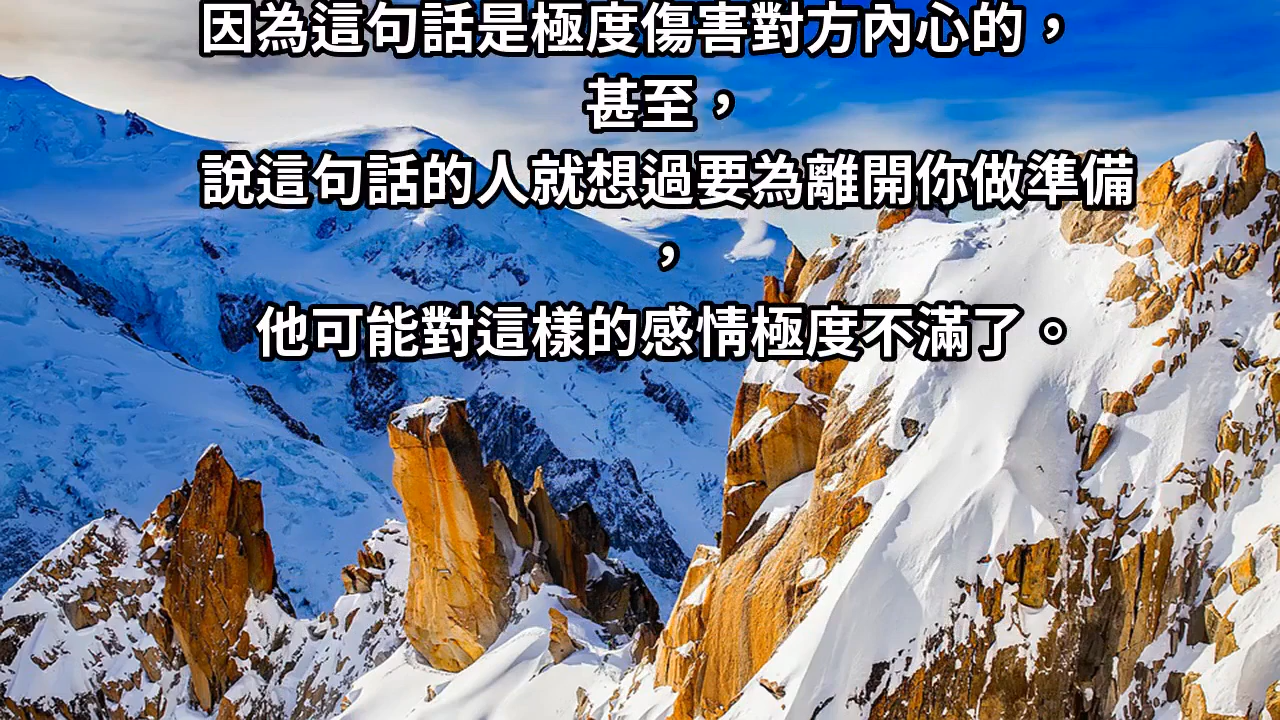 因為這句話是極度傷害對方內心的，
甚至，
說這句話的人就想過要為離開你做準備
，
他可能對這樣的感情極度不滿了。